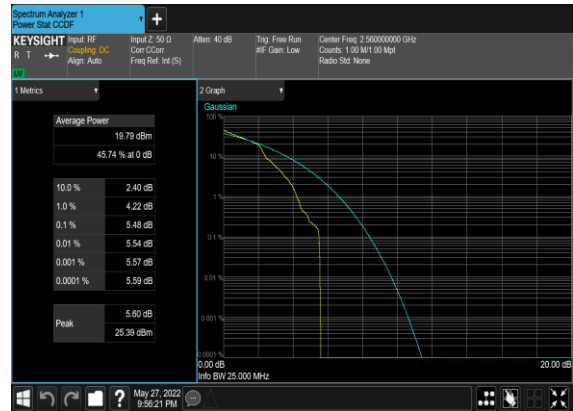 Spectrum Analyzer 1
Power Stat CCDF
KEYSIGHT
R T
LXI
Input: RF
Coupling: DC
Align: Auto
Input Z: 50 Ω
Corr CCorr
Freq Ref: Int (S)
Atten: 40 dB
Trig: Free Run
#IF Gain: Low
Center Freq: 2.560000000 GHz
Counts: 1.00 M/1.00 Mpt
Radio Std: None
1 Metrics
Average Power
19.79 dBm
45.74 % at 0 dB
10.0 % 2.40 dB
1.0 % 4.22 dB
0.1 % 5.48 dB
0.01 % 5.54 dB
0.001 % 5.57 dB
0.0001 % 5.59 dB
Peak
5.60 dB
25.39 dBm
2 Graph
Gaussian
100 %
10 %
1 %
0.1 %
0.01 %
0.001 %
0.0001 %
0.00 dB
20.00 dB
Info BW 25.000 MHz
May 27, 2022
9:56:21 PM